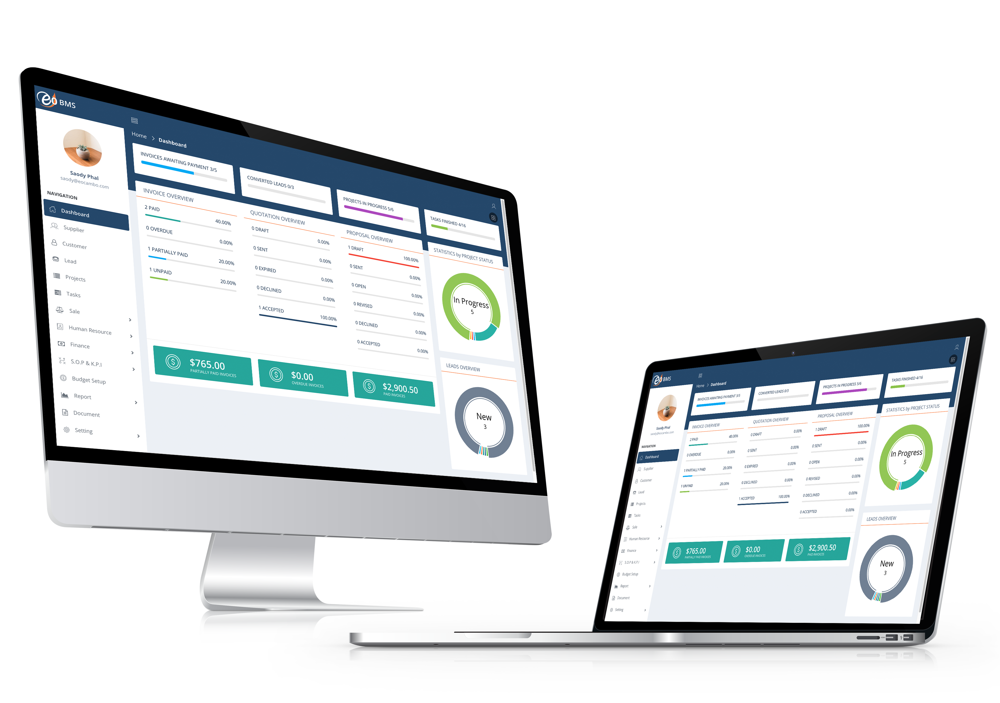 eo BMS
Saody Phal
saody@eocambo.com
NAVIGATION
Dashboard
Supplier
Customer
Lead
Projects
Tasks
Sale
Human Resource
Finance
S.O.P & K.P.I
Budget Setup
Report
Document
Setting
Home > Dashboard
INVOICES AWAITING PAYMENT 3/5
CONVERTED LEADS 0/3
PROJECTS IN PROGRESS 5/6
TASKS FINISHED 4/16
INVOICE OVERVIEW
2 PAID 40.00%
0 OVERDUE 0.00%
1 PARTIALLY PAID 20.00%
1 UNPAID 20.00%
QUOTATION OVERVIEW
0 DRAFT 0.00%
0 SENT 0.00%
0 EXPIRED 0.00%
0 DECLINED 0.00%
1 ACCEPTED 100.00%
PROPOSAL OVERVIEW
1 DRAFT 100.00%
0 SENT 0.00%
0 OPEN 0.00%
0 REVISED 0.00%
0 DECLINED 0.00%
0 ACCEPTED 0.00%
$765.00
PARTIALLY PAID INVOICES
$0.00
OVERDUE INVOICES
$2,900.50
PAID INVOICES
STATISTICS by PROJECT STATUS
In Progress
5
LEADS OVERVIEW
New
3
eo BMS
Saody Phal
saody@eocambo.com
NAVIGATION
Dashboard
Supplier
Customer
Lead
Projects
Tasks
Sale
Human Resource
Finance
S.O.P & K.P.I
Budget Setup
Report
Document
Setting
Home > Dashboard
INVOICES AWAITING PAYMENT 3/5
CONVERTED LEADS 0/3
PROJECTS IN PROGRESS 5/6
TASKS FINISHED 4/16
INVOICE OVERVIEW
2 PAID 40.00%
0 OVERDUE 0.00%
1 PARTIALLY PAID 20.00%
1 UNPAID 20.00%
QUOTATION OVERVIEW
0 DRAFT 0.00%
0 SENT 0.00%
0 EXPIRED 0.00%
0 DECLINED 0.00%
1 ACCEPTED 100.00%
PROPOSAL OVERVIEW
1 DRAFT 100.00%
0 SENT 0.00%
0 OPEN 0.00%
0 REVISED 0.00%
0 DECLINED 0.00%
0 ACCEPTED 0.00%
$765.00
PARTIALLY PAID INVOICES
$0.00
OVERDUE INVOICES
$2,900.50
PAID INVOICES
STATISTICS by PROJECT STATUS
In Progress
5
LEADS OVERVIEW
New
3